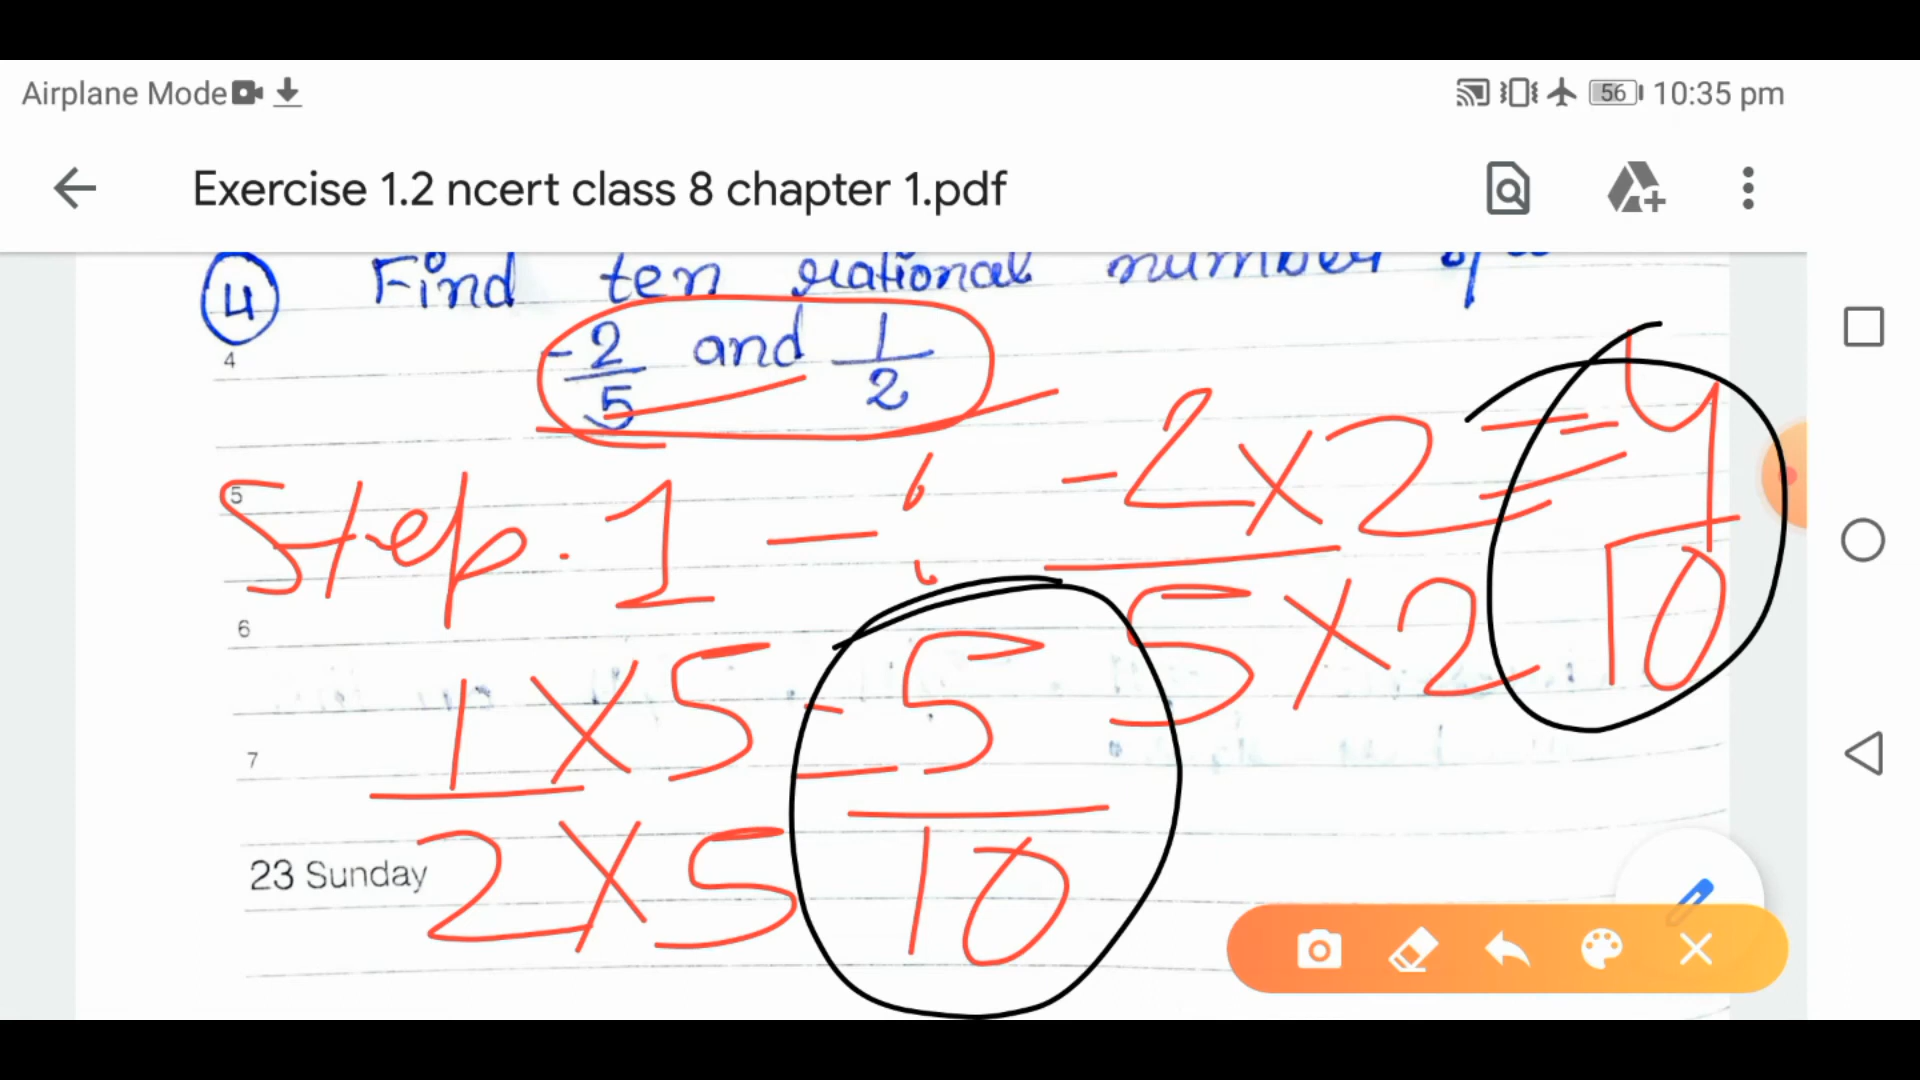 Airplane Mode 56 10:35 pm
Exercise 1.2 ncert class 8 chapter 1.pdf
4 Find ten rational number
-2/5 and 1/2
4
5
Step. 1 — -2×2/5×2 = 4/10
6
1×5/2×5 = 5/10
7
23 Sunday